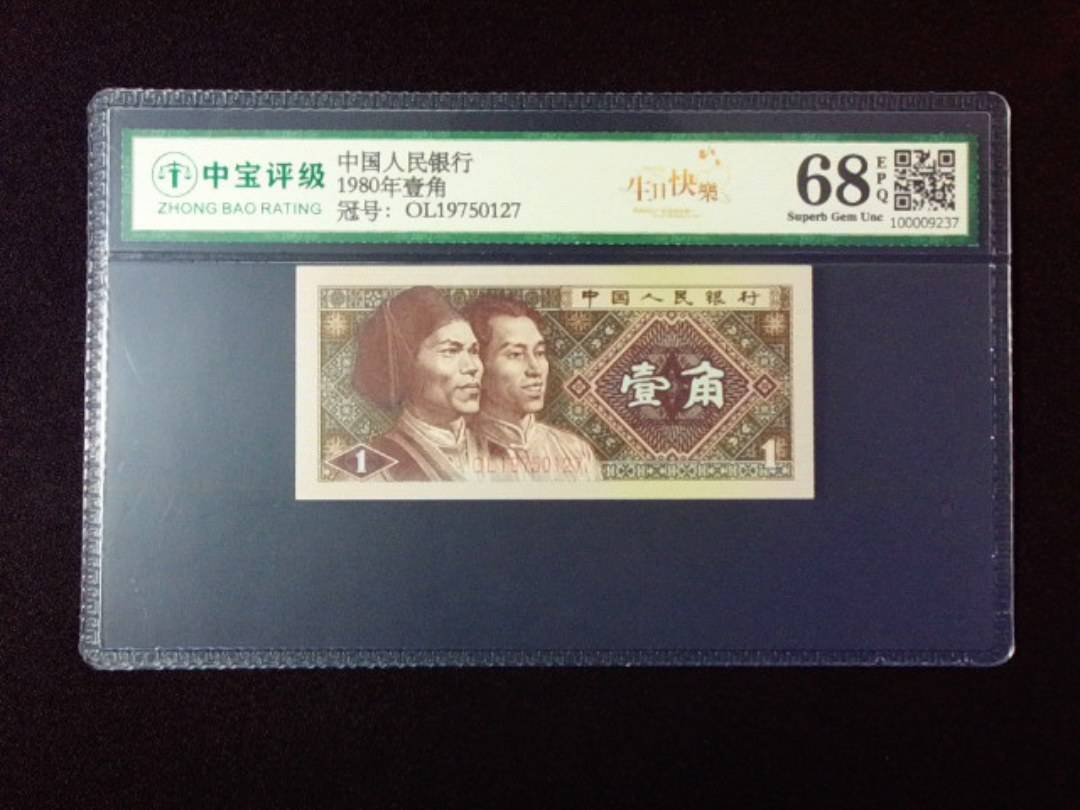 中宝评级
ZHONG BAO RATING
中国人民银行
1980年壹角
冠号: OL19750127
生日快樂
68
EPQ
Superb Gem Unc
100009237
中国人民银行
壹角
1
OL19750127
1